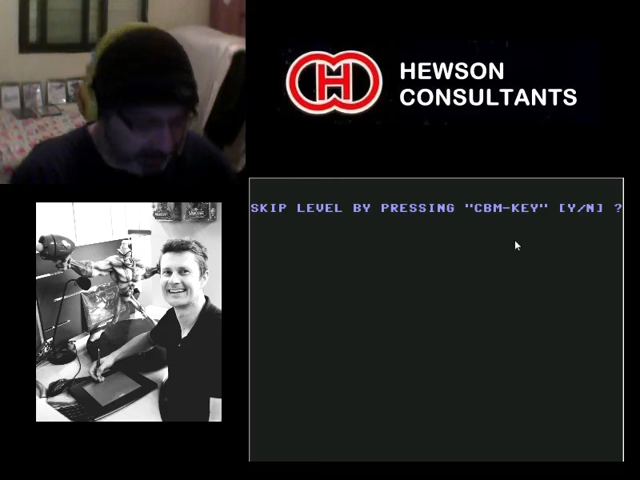 HEWSON
CONSULTANTS
SKIP LEVEL BY PRESSING "CBM-KEY" [Y/N] ?